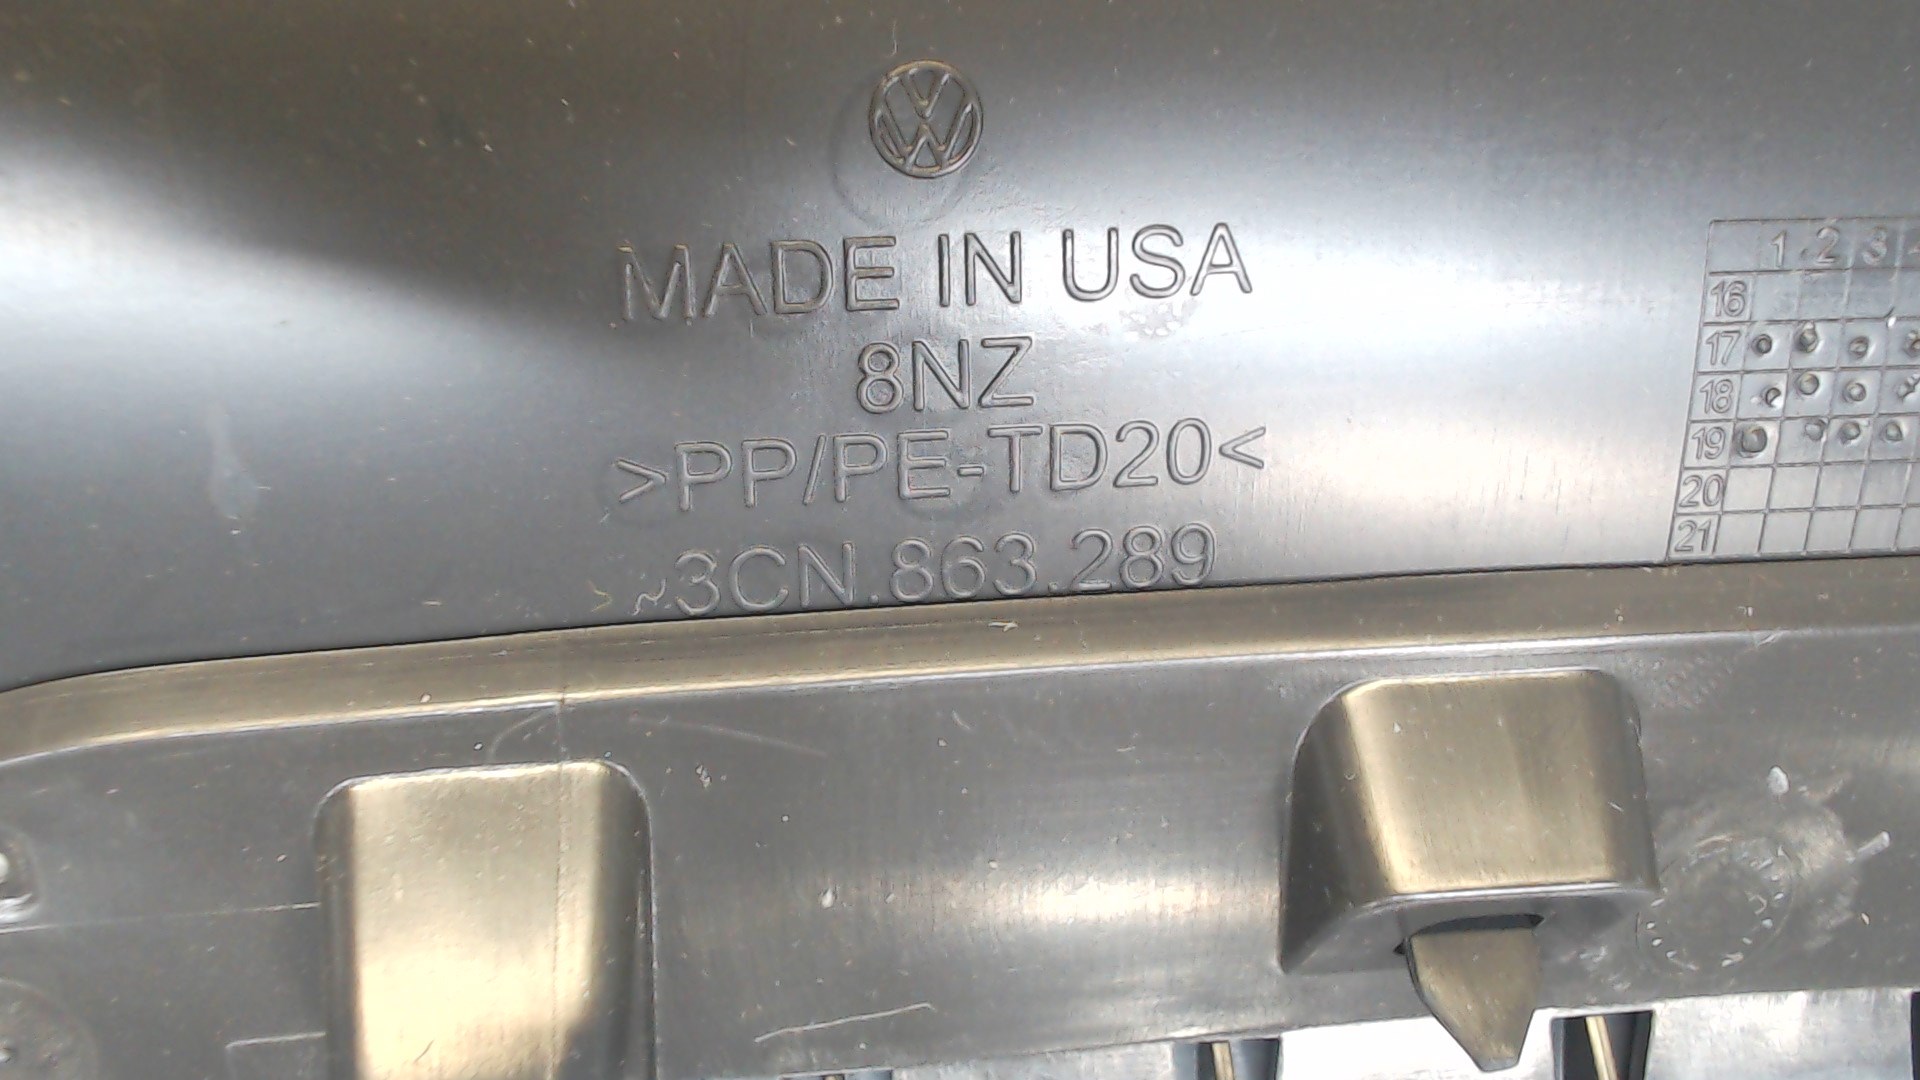 MADE IN USA
8NZ
>PP/PE-TD20<
3CN.863.289
1 2 3
16
17
18
19
20
21